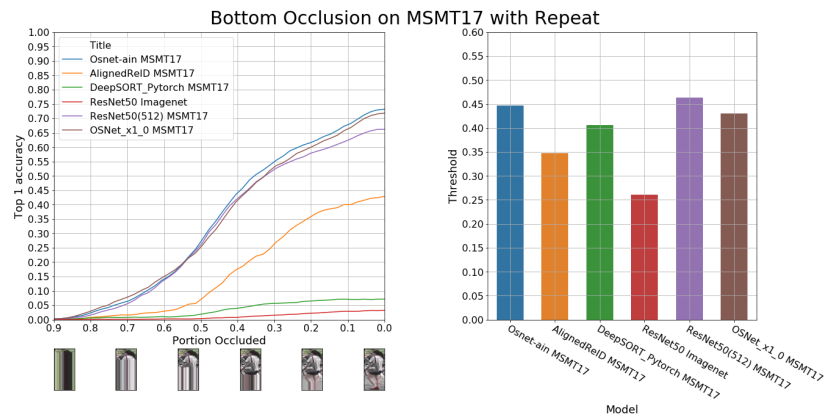 Bottom Occlusion on MSMT17 with Repeat
1.00
0.95
0.90
0.85
0.80
0.75
0.70
0.65
0.60
0.55
0.50
0.45
0.40
0.35
0.30
0.25
0.20
0.15
0.10
0.05
0.00
Top 1 accuracy
Title
Osnet-ain MSMT17
AlignedReID MSMT17
DeepSORT_Pytorch MSMT17
ResNet50 Imagenet
ResNet50(512) MSMT17
OSNet_x1_0 MSMT17
0.9 0.8 0.7 0.6 0.5 0.4 0.3 0.2 0.1 0.0
Portion Occluded
0.60
0.55
0.50
0.45
0.40
0.35
0.30
0.25
0.20
0.15
0.10
0.05
0.00
Threshold
Osnet-ain MSMT17
AlignedReID MSMT17
DeepSORT_Pytorch MSMT17
ResNet50 Imagenet
ResNet50(512) MSMT17
OSNet_x1_0 MSMT17
Model